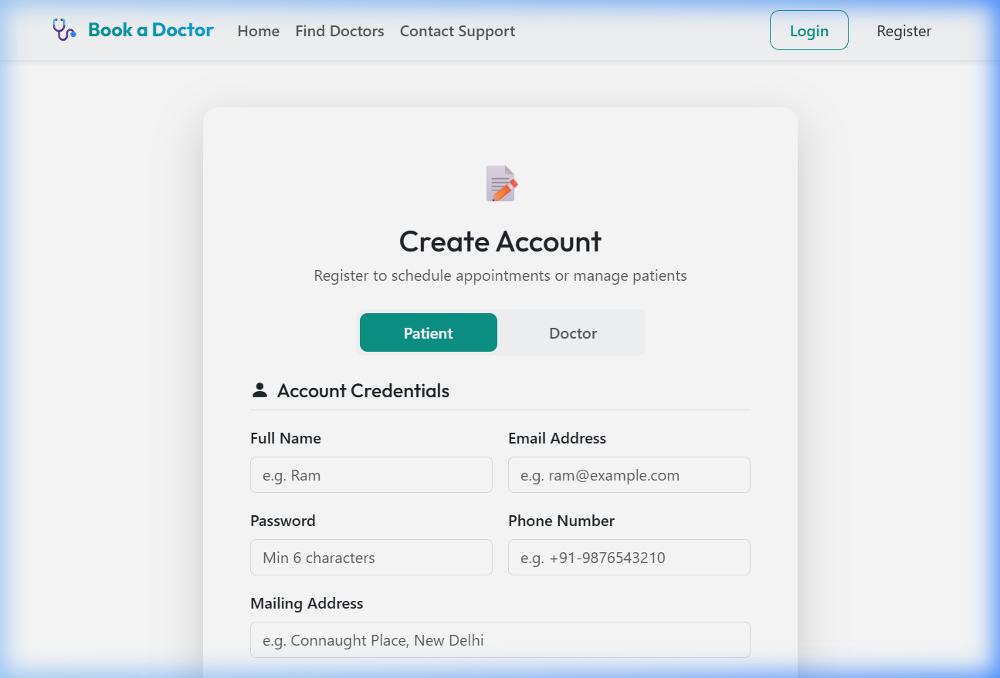 Book a Doctor Home Find Doctors Contact Support Login Register
Create Account
Register to schedule appointments or manage patients
Patient Doctor
Account Credentials
Full Name Email Address
e.g. Ram e.g. ram@example.com
Password Phone Number
Min 6 characters e.g. +91-9876543210
Mailing Address
e.g. Connaught Place, New Delhi